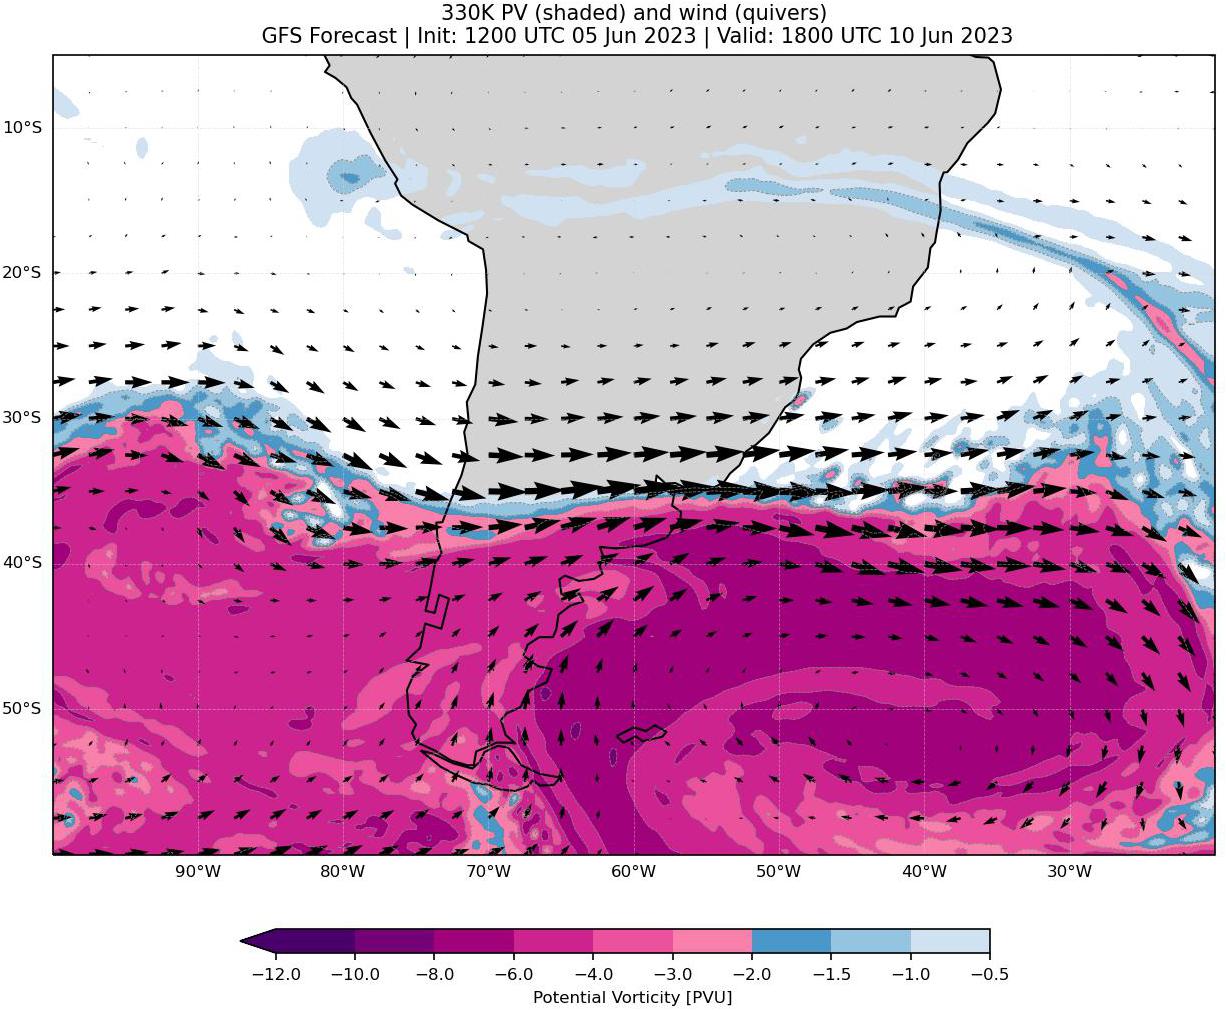 330K PV (shaded) and wind (quivers)
GFS Forecast | Init: 1200 UTC 05 Jun 2023 | Valid: 1800 UTC 10 Jun 2023
10°S
20°S
30°S
40°S
50°S
90°W 80°W 70°W 60°W 50°W 40°W 30°W
−12.0 −10.0 −8.0 −6.0 −4.0 −3.0 −2.0 −1.5 −1.0 −0.5
Potential Vorticity [PVU]